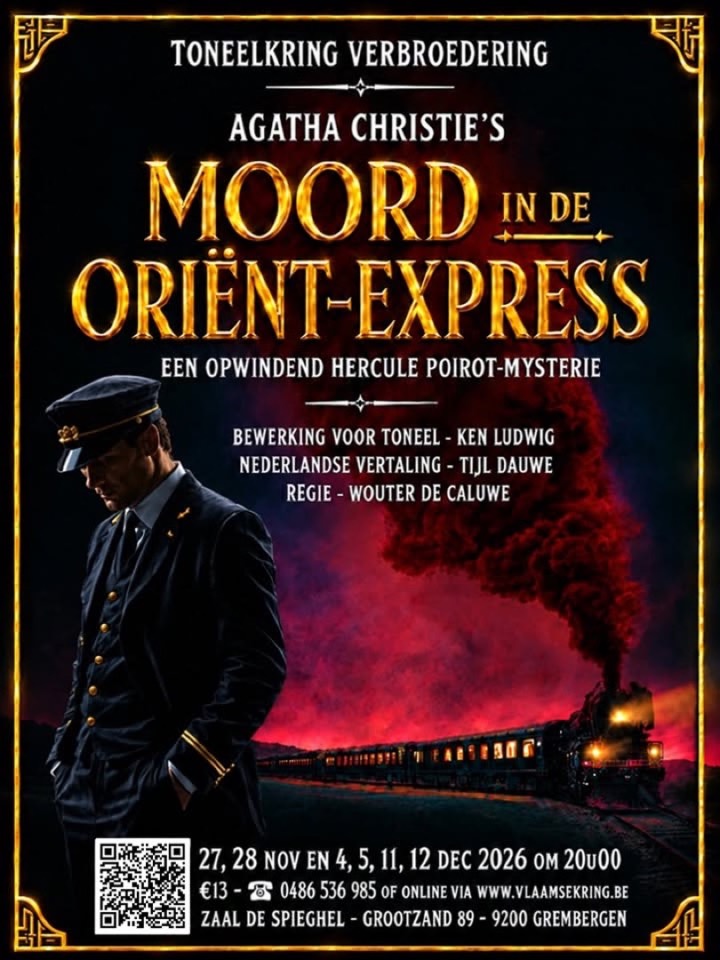 TONEELKRING VERBROEDERING
AGATHA CHRISTIE'S
MOORD IN DE
ORIËNT-EXPRESS
EEN OPWINDEND HERCULE POIROT-MYSTERIE
BEWERKING VOOR TONEEL - KEN LUDWIG
NEDERLANDSE VERTALING - TIJL DAUWE
REGIE - WOUTER DE CALUWE
27, 28 NOV EN 4, 5, 11, 12 DEC 2026 OM 20U00
€13 - ☎ 0486 536 985 OF ONLINE VIA WWW.VLAAMSEKRING.BE
ZAAL DE SPIEGHEL - GROOTZAND 89 - 9200 GREMBERGEN